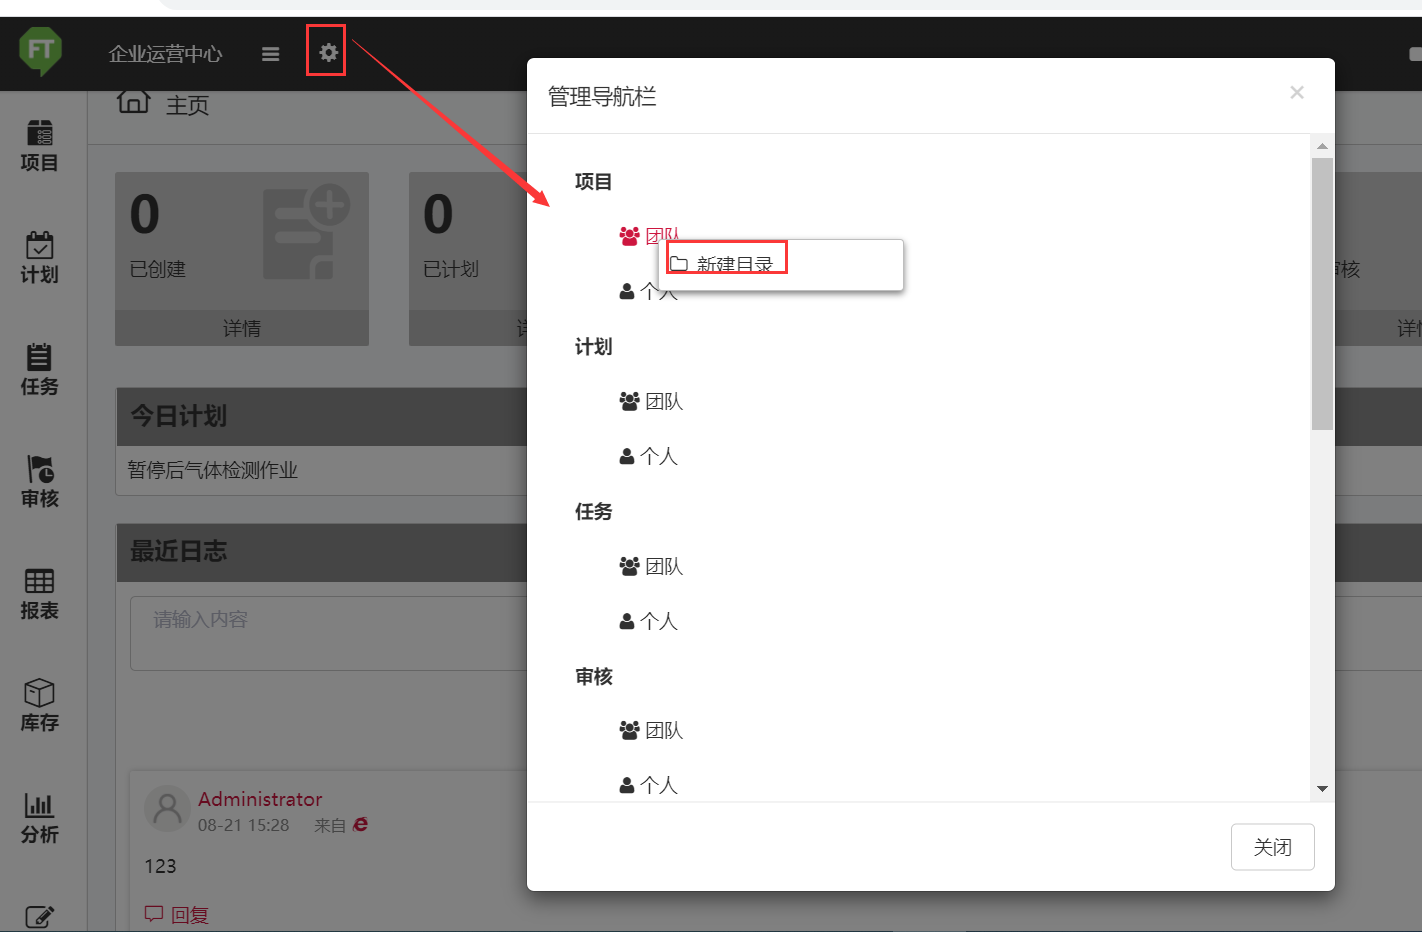 FT
企业运营中心
主页
项目
计划
任务
审核
报表
库存
分析
0
已创建
详情
0
已计划
今日计划
暂停后气体检测作业
最近日志
请输入内容
Administrator
08-21 15:28 来自
123
回复
管理导航栏
×
项目
团队
新建目录
个人
计划
团队
个人
任务
团队
个人
审核
团队
个人
关闭